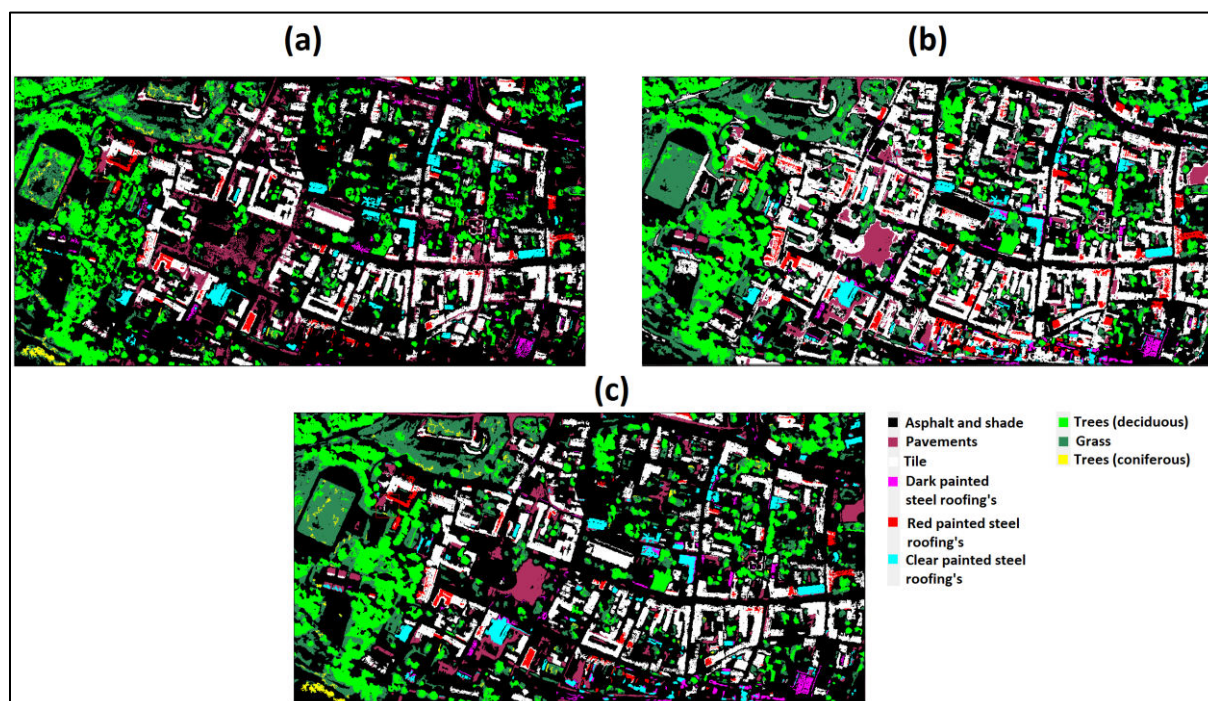 (a)
(b)
(c)
Asphalt and shade
Pavements
Tile
Dark painted
steel roofing's
Red painted steel
roofing's
Clear painted steel
roofing's
Trees (deciduous)
Grass
Trees (coniferous)